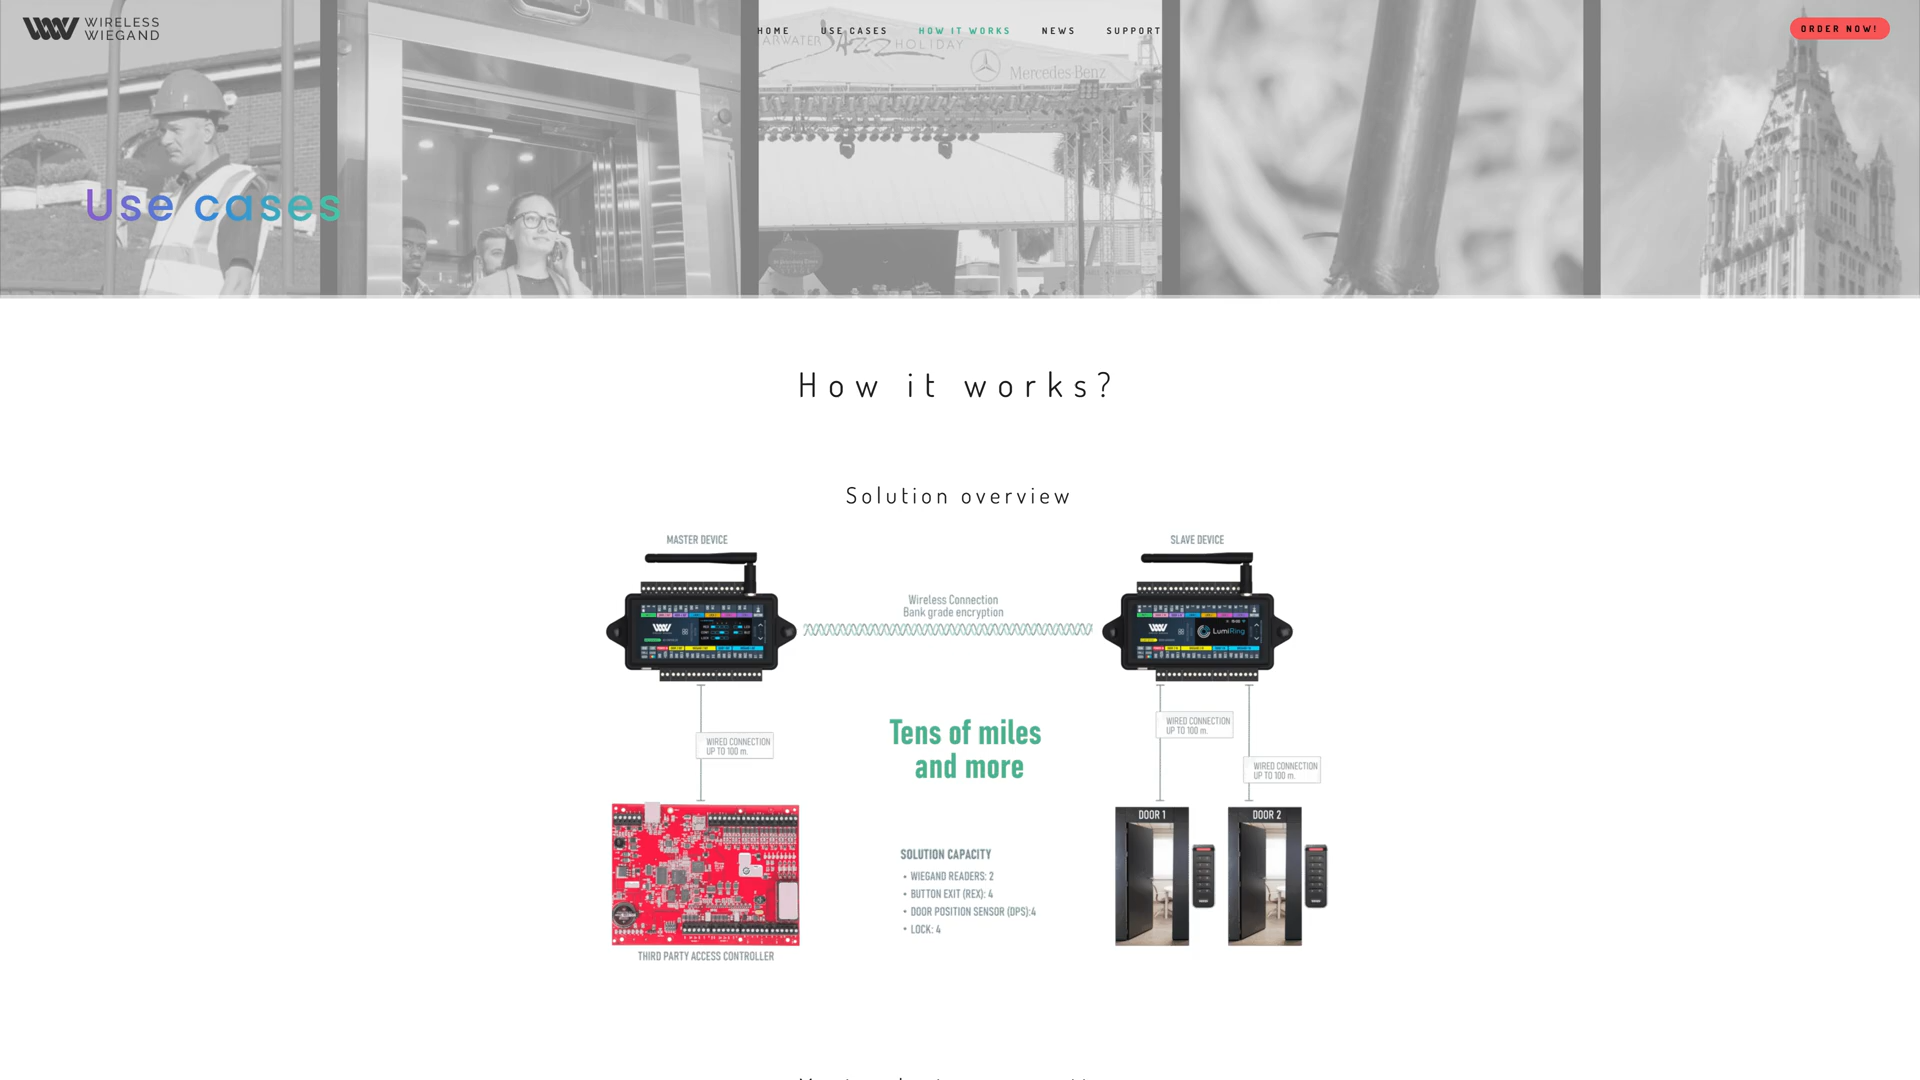 WIRELESS
WIEGAND
HOME
USE CASES
HOW IT WORKS
NEWS
SUPPORT
ORDER NOW!
HOLIDAY
Mercedes-Benz
Use cases
How it works?
Solution overview
MASTER DEVICE
SLAVE DEVICE
Wireless Connection
Bank grade encryption
LumiRing
WIRED CONNECTION
UP TO 100 m.
WIRED CONNECTION
UP TO 100 m.
WIRED CONNECTION
UP TO 100 m.
Tens of miles
and more
DOOR 1
DOOR 2
SOLUTION CAPACITY
• WIEGAND READERS: 2
• BUTTON EXIT (REX): 4
• DOOR POSITION SENSOR (DPS):4
• LOCK: 4
THIRD PARTY ACCESS CONTROLLER